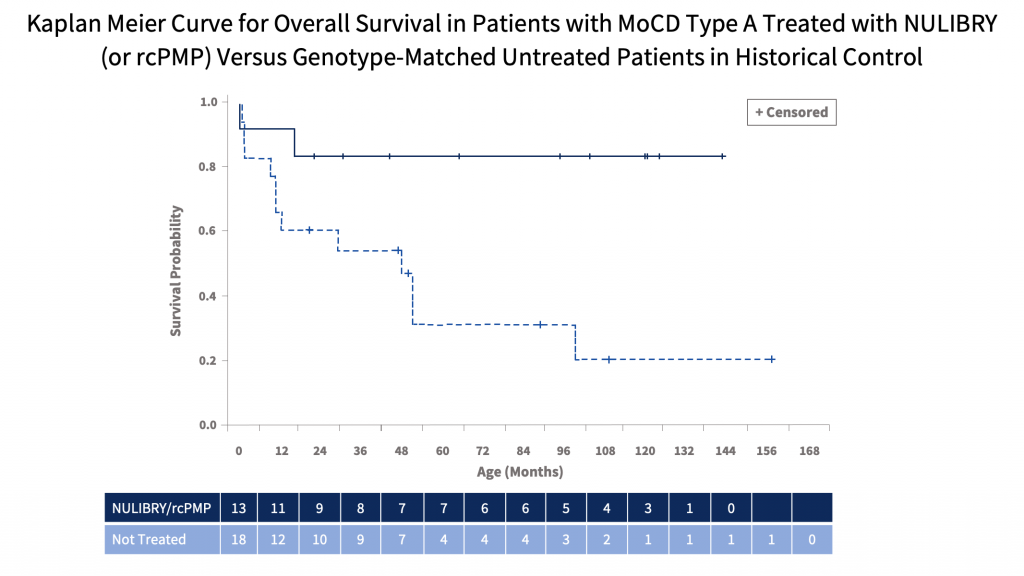 Kaplan Meier Curve for Overall Survival in Patients with MoCD Type A Treated with NULIBRY
(or rcPMP) Versus Genotype-Matched Untreated Patients in Historical Control
+ Censored
Survival Probability
1.0
0.8
0.6
0.4
0.2
0.0
0 12 24 36 48 60 72 84 96 108 120 132 144 156 168
Age (Months)
NULIBRY/rcPMP 13 11 9 8 7 7 6 6 5 4 3 1 0
Not Treated 18 12 10 9 7 4 4 4 3 2 1 1 1 1 0